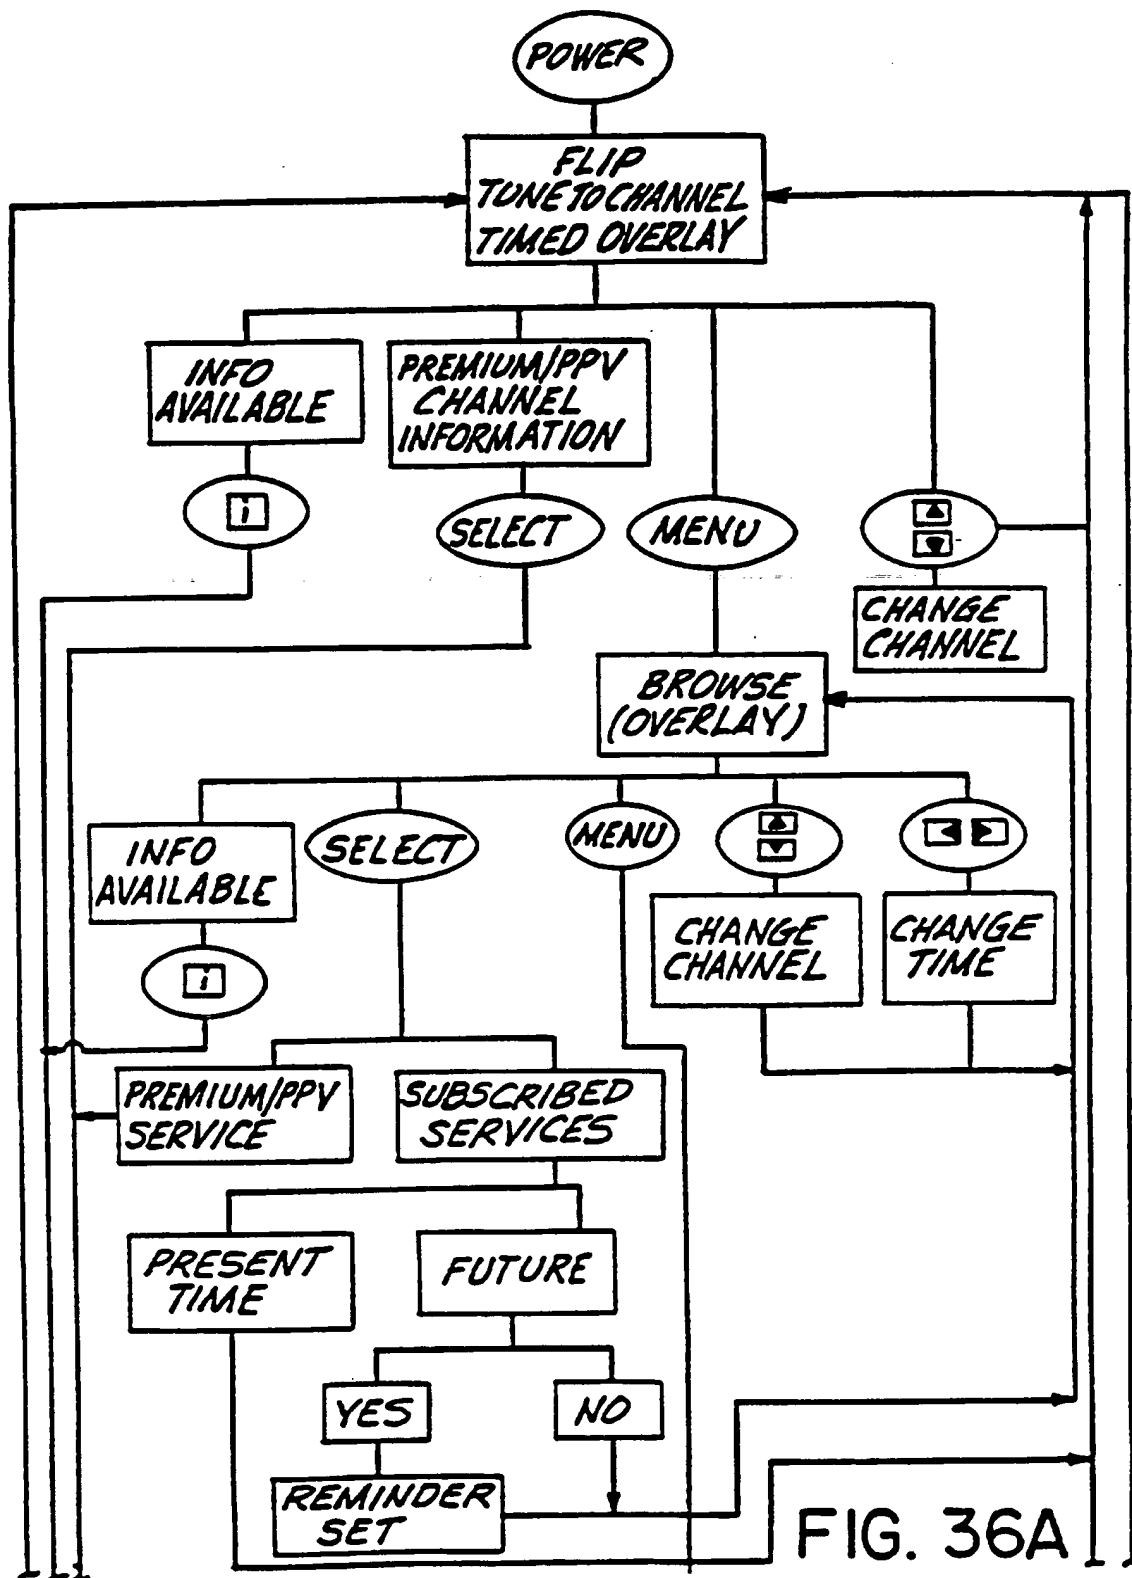 POWER
FLIP
TUNE TO CHANNEL
TIMED OVERLAY
INFO
AVAILABLE
PREMIUM/PPV
CHANNEL
INFORMATION
i
SELECT
MENU
CHANGE
CHANNEL
BROWSE
(OVERLAY)
INFO
AVAILABLE
SELECT
MENU
CHANGE
CHANNEL
CHANGE
TIME
i
PREMIUM/PPV
SERVICE
SUBSCRIBED
SERVICES
PRESENT
TIME
FUTURE
YES
NO
REMINDER
SET
FIG. 36A